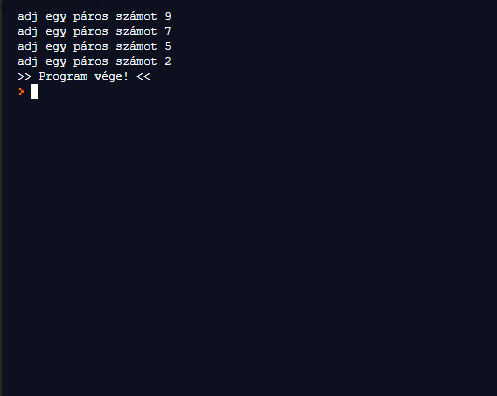 adj egy páros számot 9
adj egy páros számot 7
adj egy páros számot 5
adj egy páros számot 2
>> Program vége! <<
>